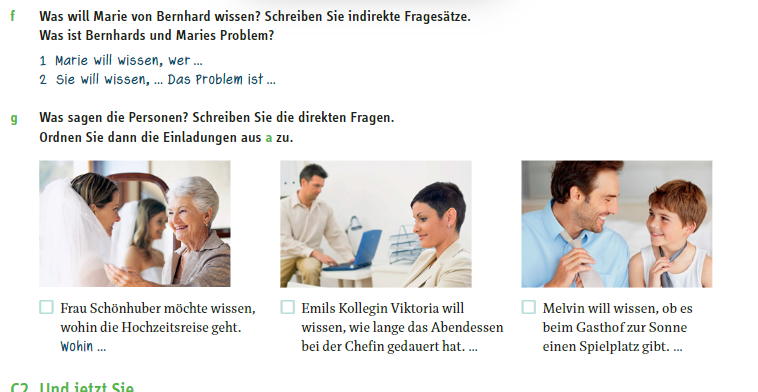 f Was will Marie von Bernhard wissen? Schreiben Sie indirekte Fragesätze.
Was ist Bernhards und Maries Problem?
1 Marie will wissen, wer ...
2 Sie will wissen, ... Das Problem ist ...
g Was sagen die Personen? Schreiben Sie die direkten Fragen.
Ordnen Sie dann die Einladungen aus a zu.
Frau Schönhuber möchte wissen,
wohin die Hochzeitsreise geht.
Wohin ...
Emils Kollegin Viktoria will
wissen, wie lange das Abendessen
bei der Chefin gedauert hat. ...
Melvin will wissen, ob es
beim Gasthof zur Sonne
einen Spielplatz gibt. ...
C2 Und jetzt Sie